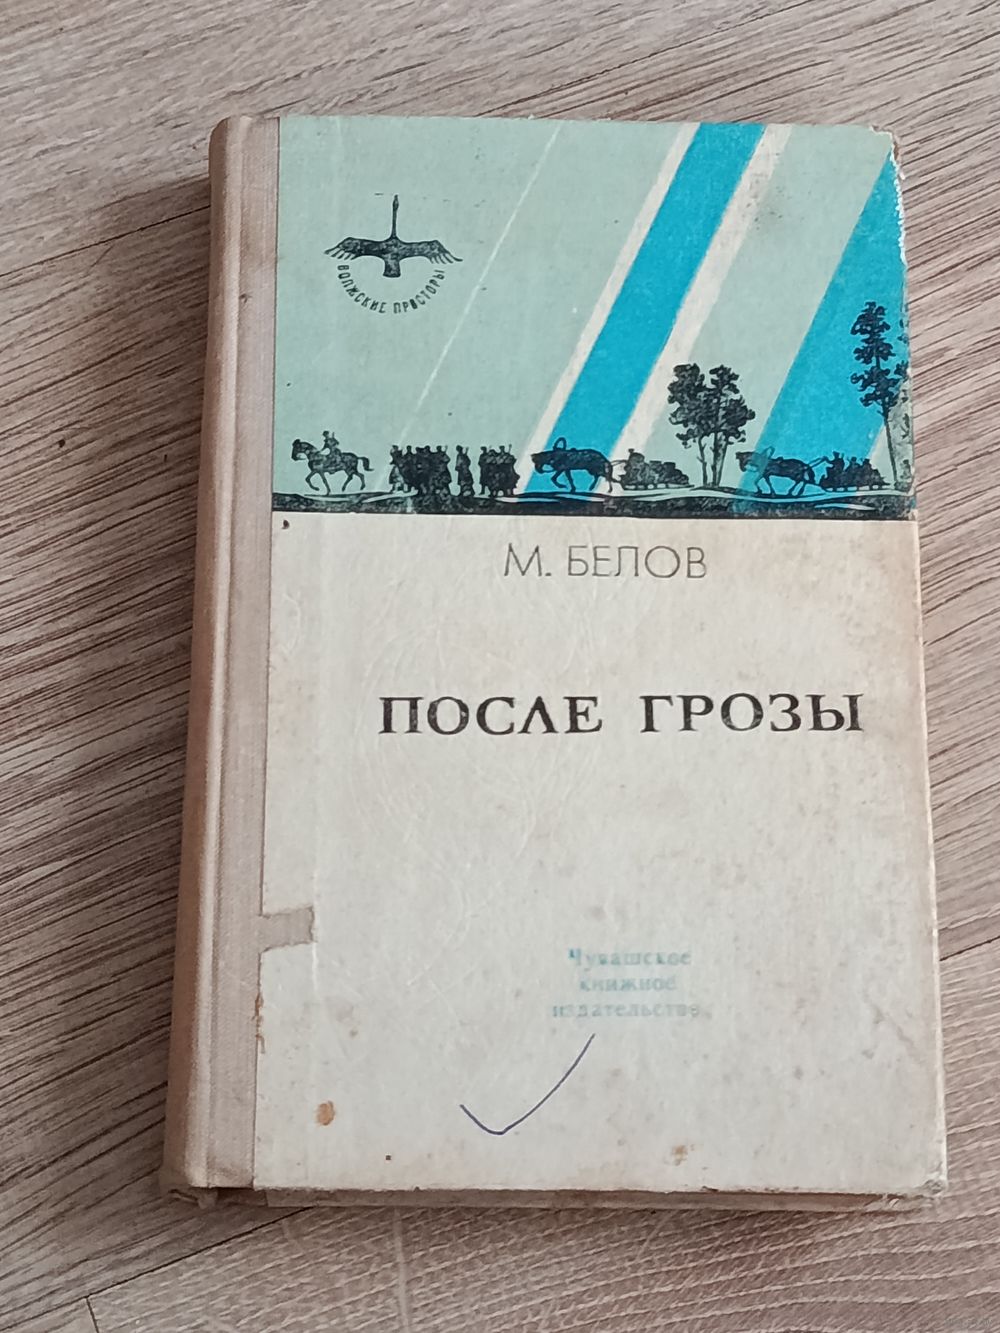 ВОЛЖСКИЕ ПРОСТОРЫ
М. БЕЛОВ
ПОСЛЕ ГРОЗЫ
Чувашское
книжное
издательство